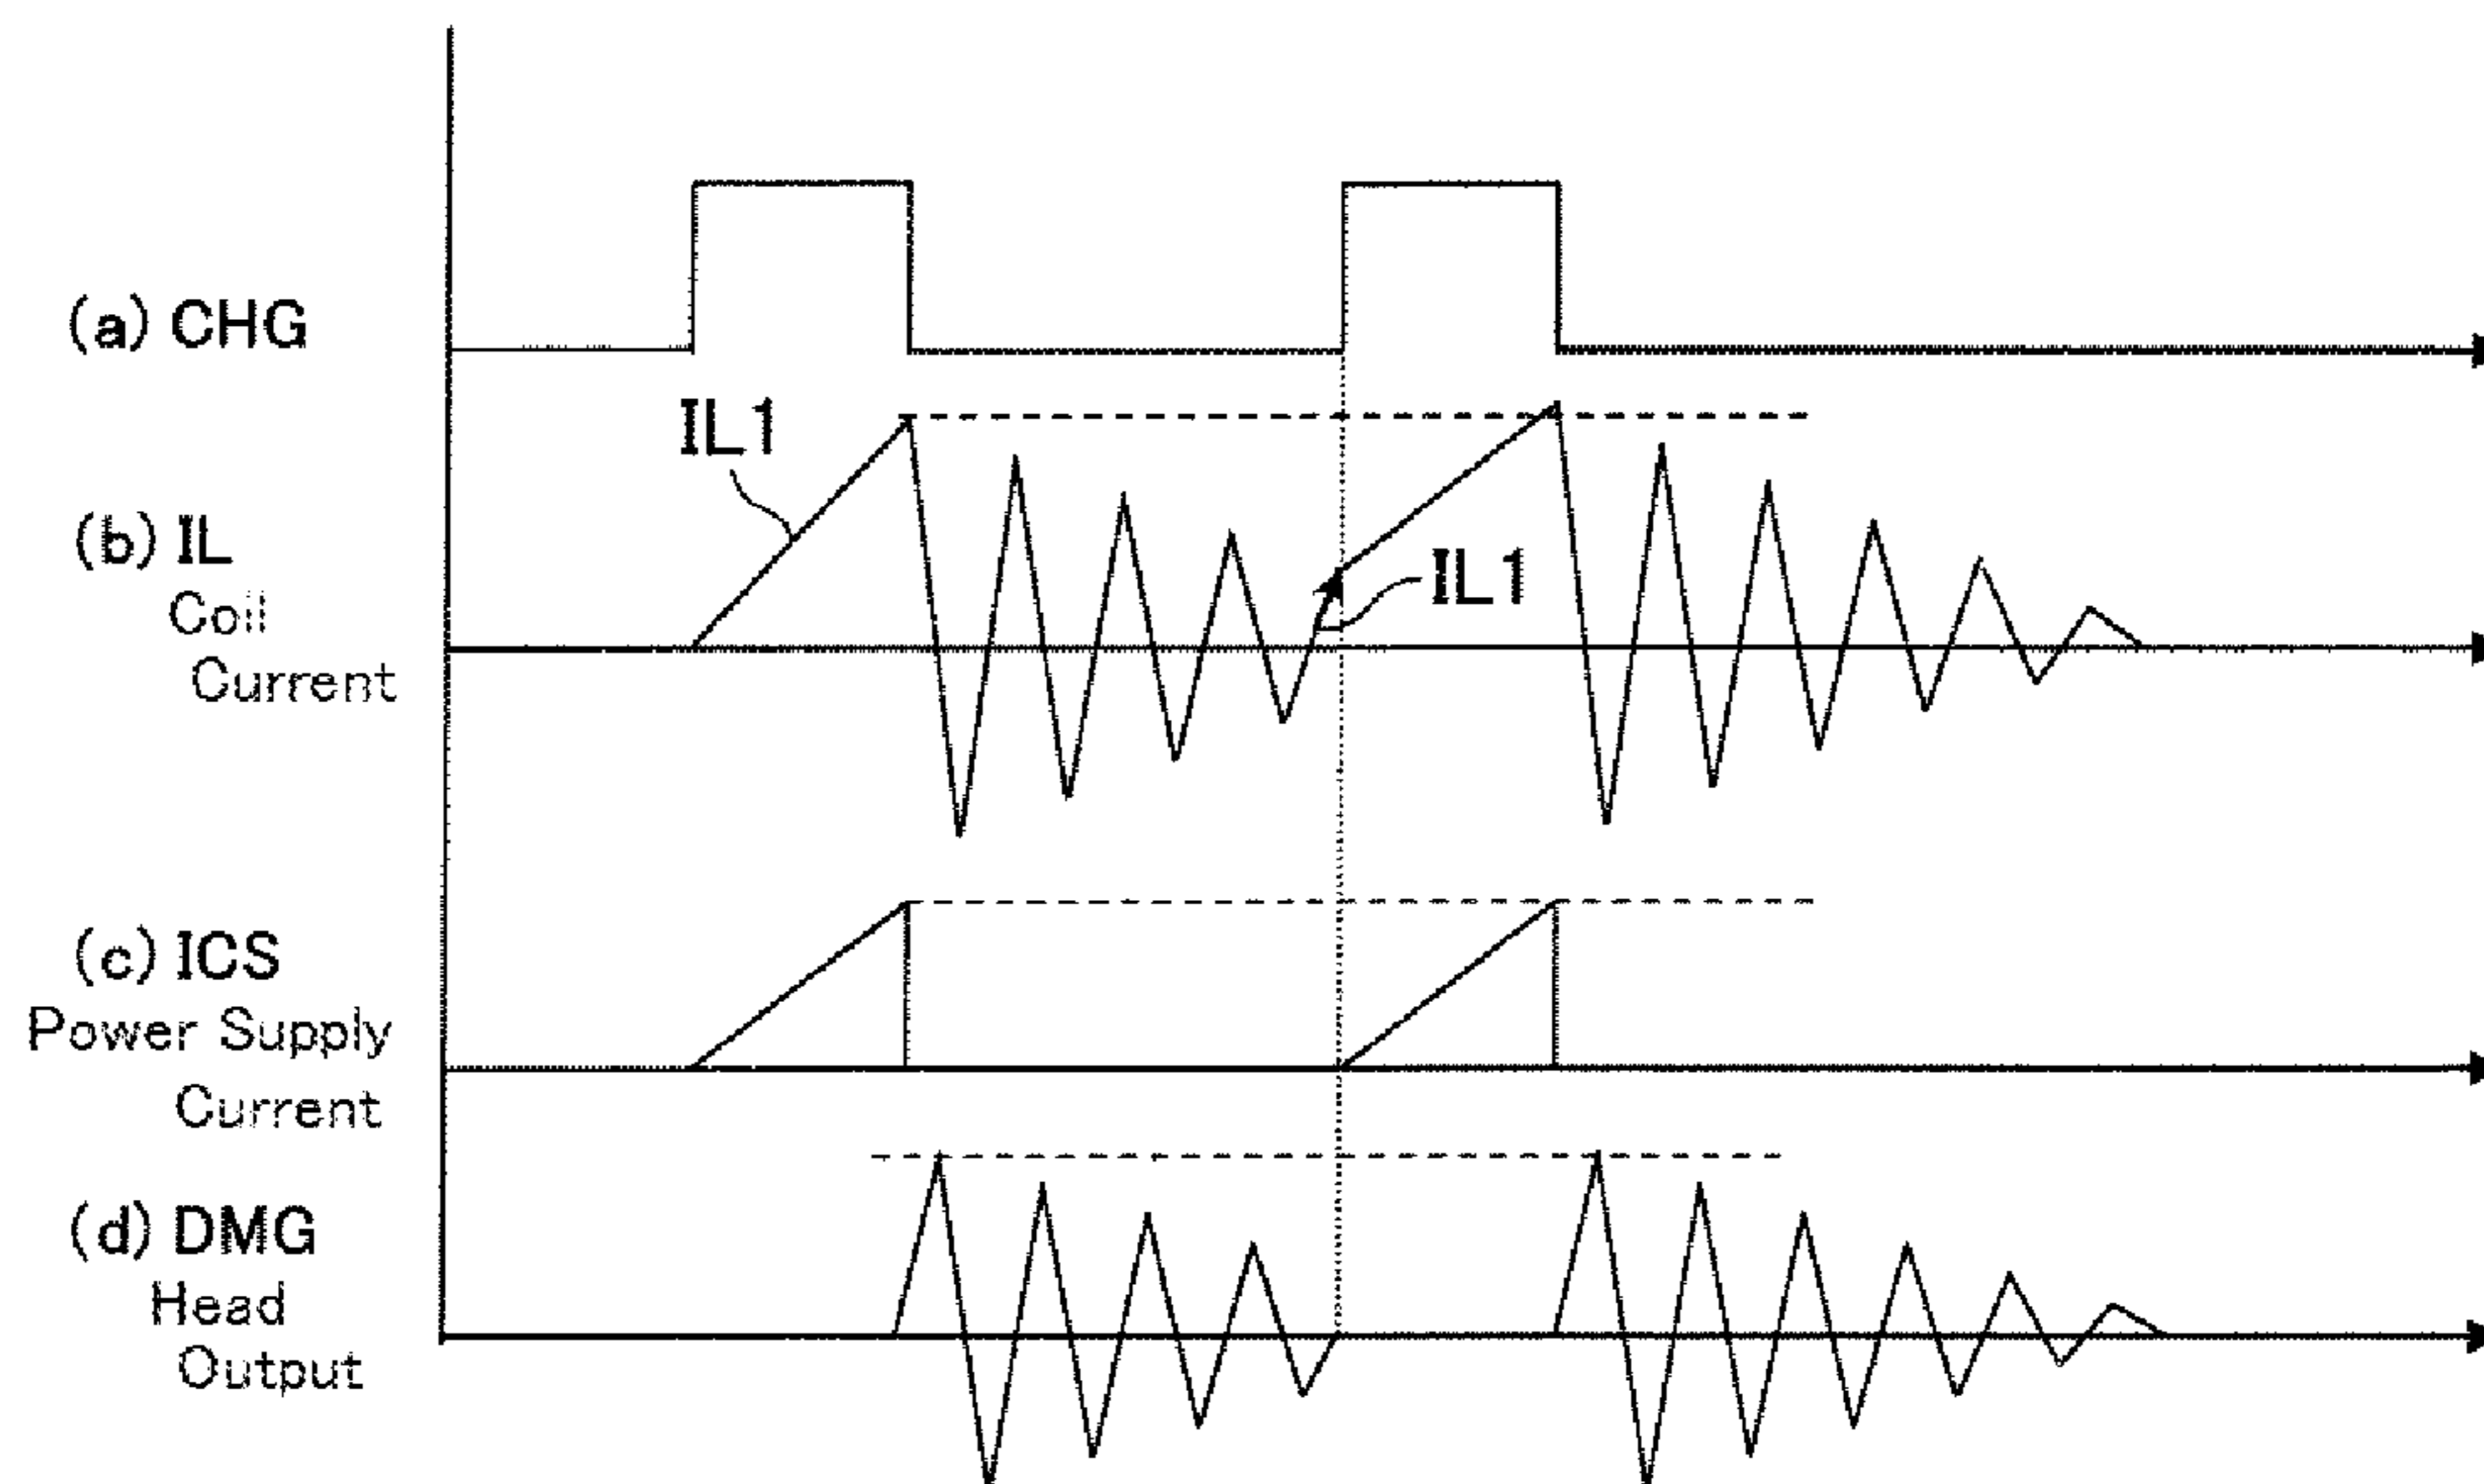 (a) CHG
IL1
(b) IL
Coil
Current
IL1
(c) ICS
Power Supply
Current
(d) DMG
Head
Output